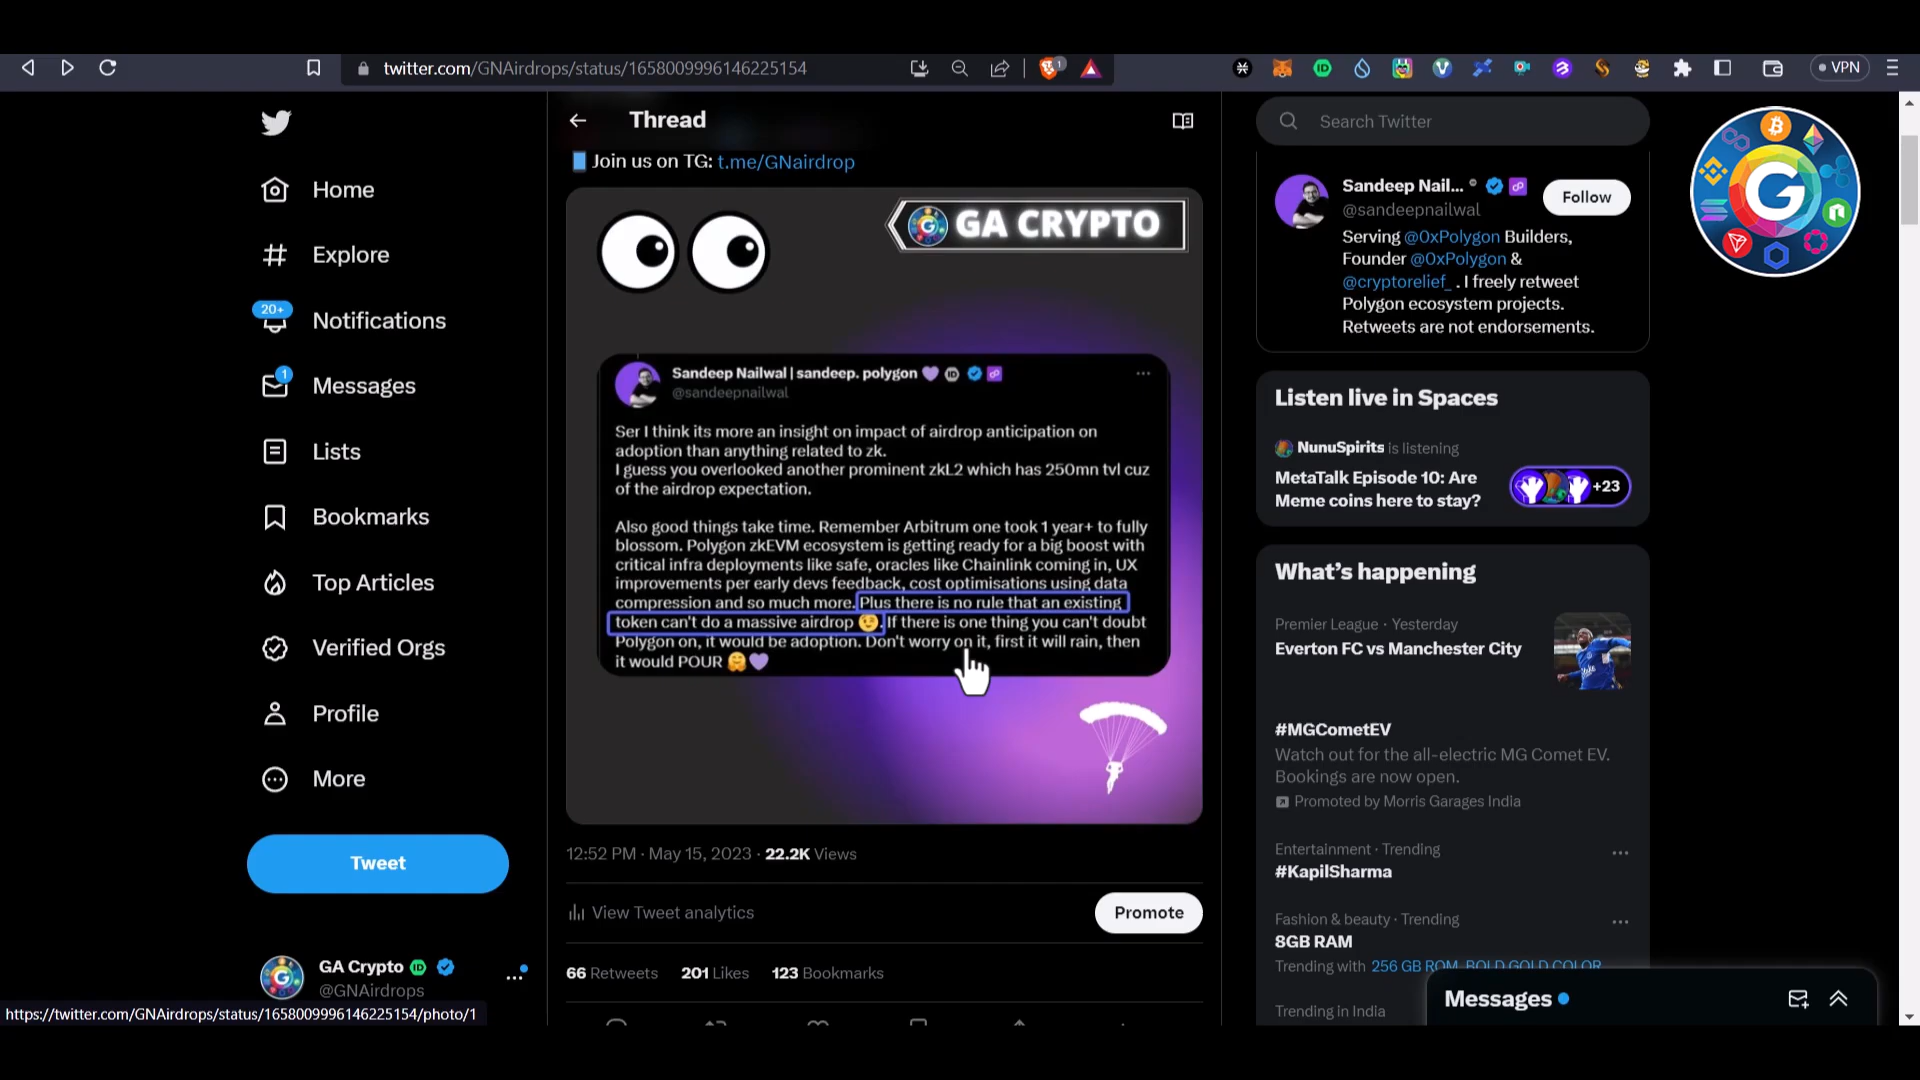 twitter.com/GNAirdrops/status/1658009996146225154
1
VPN
Home
Explore
20+
Notifications
1
Messages
Lists
Bookmarks
Top Articles
Verified Orgs
Profile
More
Tweet
GA Crypto
@GNAirdrops
https://twitter.com/GNAirdrops/status/1658009996146225154/photo/1
Thread
Join us on TG: t.me/GNairdrop
GA CRYPTO
Sandeep Nailwal | sandeep. polygon
@sandeepnailwal
Ser I think its more an insight on impact of airdrop anticipation on
adoption than anything related to zk.
I guess you overlooked another prominent zkL2 which has 250mn tvl cuz
of the airdrop expectation.
Also good things take time. Remember Arbitrum one took 1 year+ to fully
blossom. Polygon zkEVM ecosystem is getting ready for a big boost with
critical infra deployments like safe, oracles like Chainlink coming in, UX
improvements per early devs feedback, cost optimisations using data
compression and so much more. Plus there is no rule that an existing
token can't do a massive airdrop 😉. If there is one thing you can't doubt
Polygon on, it would be adoption. Don't worry on it, first it will rain, then
it would POUR 🤗💜
12:52 PM · May 15, 2023 · 22.2K Views
View Tweet analytics
Promote
66 Retweets 201 Likes 123 Bookmarks
Search Twitter
Sandeep Nail...
@sandeepnailwal
Follow
Serving @0xPolygon Builders,
Founder @0xPolygon &
@cryptorelief_ . I freely retweet
Polygon ecosystem projects.
Retweets are not endorsements.
Listen live in Spaces
NunuSpirits is listening
MetaTalk Episode 10: Are
Meme coins here to stay?
+23
What's happening
Premier League · Yesterday
Everton FC vs Manchester City
#MGCometEV
Watch out for the all-electric MG Comet EV.
Bookings are now open.
Promoted by Morris Garages India
Entertainment · Trending
#KapilSharma
Fashion & beauty · Trending
8GB RAM
Trending with 256 GB ROM, BOLD GOLD COLOR
Trending in India
Messages